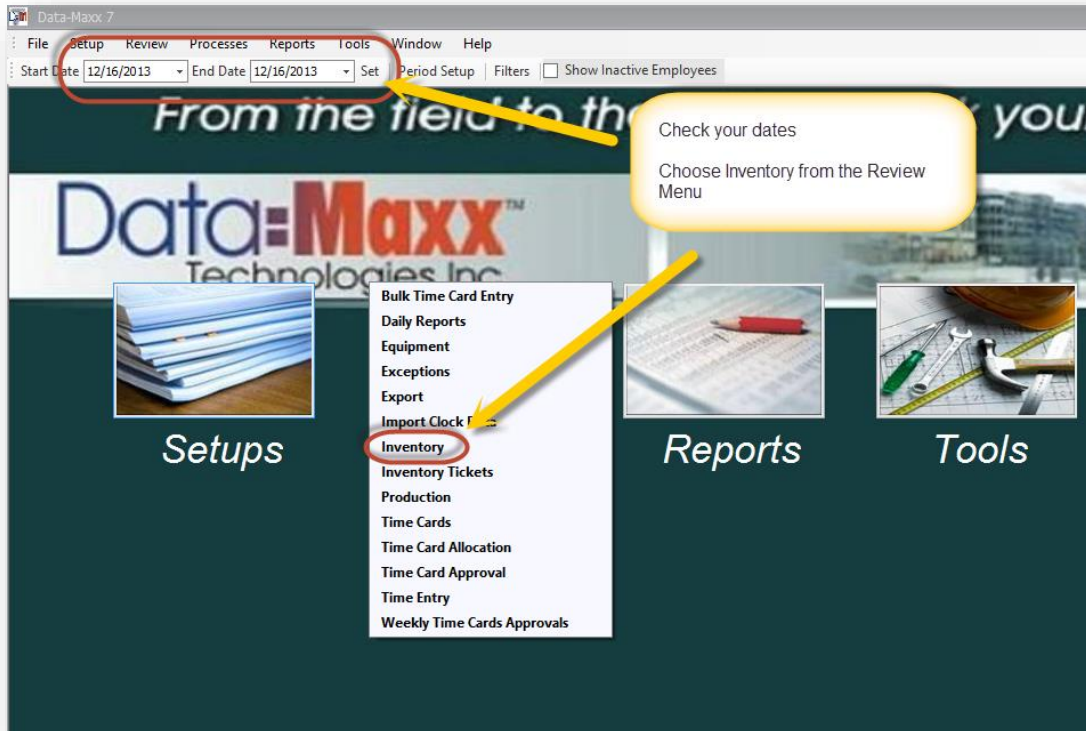 Data-Maxx 7
File Setup Review Processes Reports Tools Window Help
Start Date 12/16/2013 End Date 12/16/2013 Set Period Setup Filters Show Inactive Employees
From the field to th
k you
Check your dates
Choose Inventory from the Review
Menu
Data=Maxx™
Technologies Inc
Bulk Time Card Entry
Daily Reports
Equipment
Exceptions
Export
Import Clock
Inventory
Inventory Tickets
Production
Time Cards
Time Card Allocation
Time Card Approval
Time Entry
Weekly Time Cards Approvals
Setups
Reports
Tools